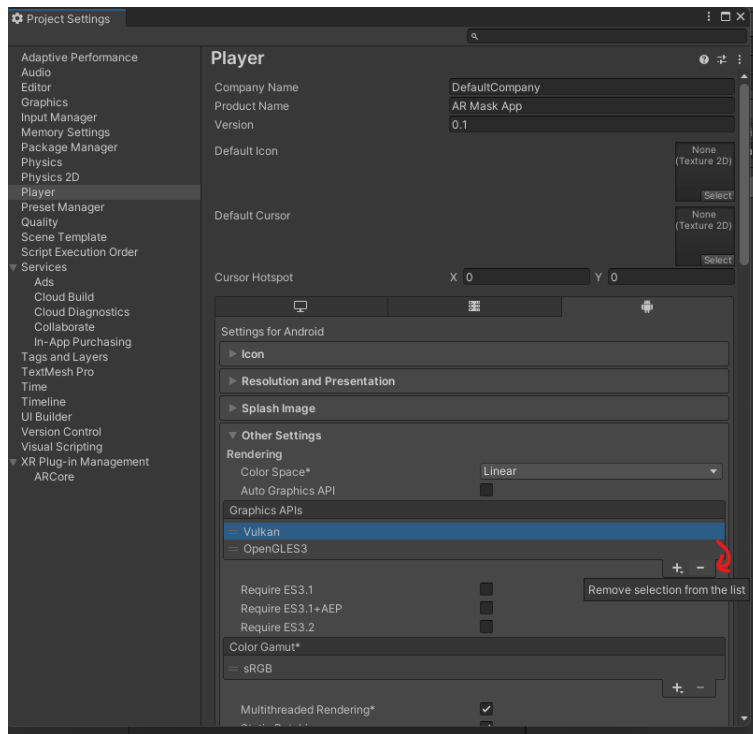 Project Settings
Adaptive Performance
Audio
Editor
Graphics
Input Manager
Memory Settings
Package Manager
Physics
Physics 2D
Player
Preset Manager
Quality
Scene Template
Script Execution Order
Services
Ads
Cloud Build
Cloud Diagnostics
Collaborate
In-App Purchasing
Tags and Layers
TextMesh Pro
Time
Timeline
UI Builder
Version Control
Visual Scripting
XR Plug-in Management
ARCore
Player
Company Name DefaultCompany
Product Name AR Mask App
Version 0.1
Default Icon None
(Texture 2D)
Select
Default Cursor None
(Texture 2D)
Select
Cursor Hotspot X 0 Y 0
Settings for Android
Icon
Resolution and Presentation
Splash Image
Other Settings
Rendering
Color Space* Linear
Auto Graphics API
Graphics APIs
Vulkan
OpenGLES3
Require ES3.1
Remove selection from the list
Require ES3.1+AEP
Require ES3.2
Color Gamut*
sRGB
Multithreaded Rendering*